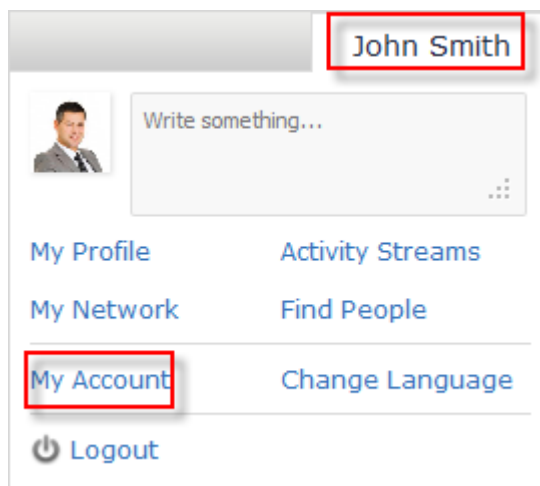 John Smith
Write something...
My Profile Activity Streams
My Network Find People
My Account Change Language
Logout